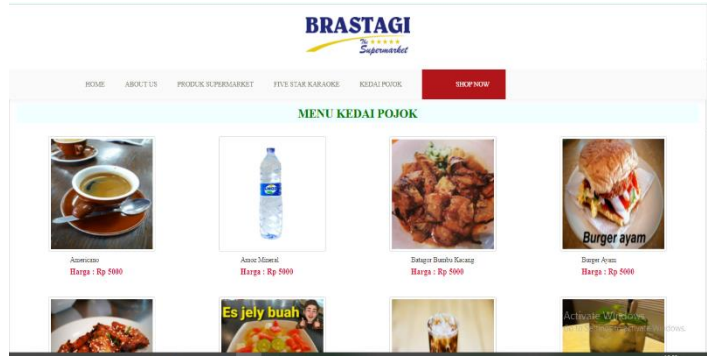 BRASTAGI
The
Supermarket
HOME ABOUT US PRODUK SUPERMARKET FIVE STAR KARAOKE KEDAI POJOK SHOP NOW
MENU KEDAI POJOK
Burger ayam
Americano
Harga : Rp 5000
Amoz Mineral
Harga : Rp 5000
Batagor Bumbu Kacang
Harga : Rp 5000
Burger Ayam
Harga : Rp 5000
Es jely buah
Activate Windows